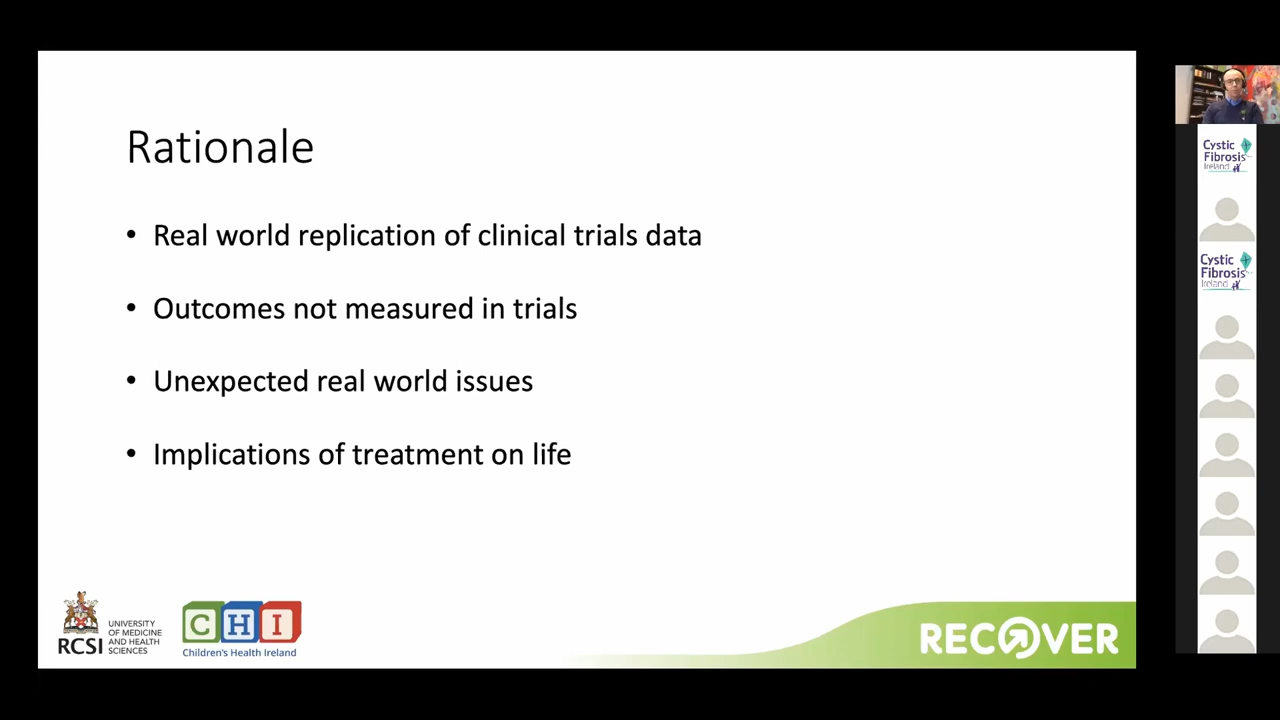 Rationale
• Real world replication of clinical trials data
• Outcomes not measured in trials
• Unexpected real world issues
• Implications of treatment on life
RCSI
UNIVERSITY
OF MEDICINE
AND HEALTH
SCIENCES
CHI
Children's Health Ireland
RECOVER
Cystic
Fibrosis
Ireland
Cystic
Fibrosis
Ireland